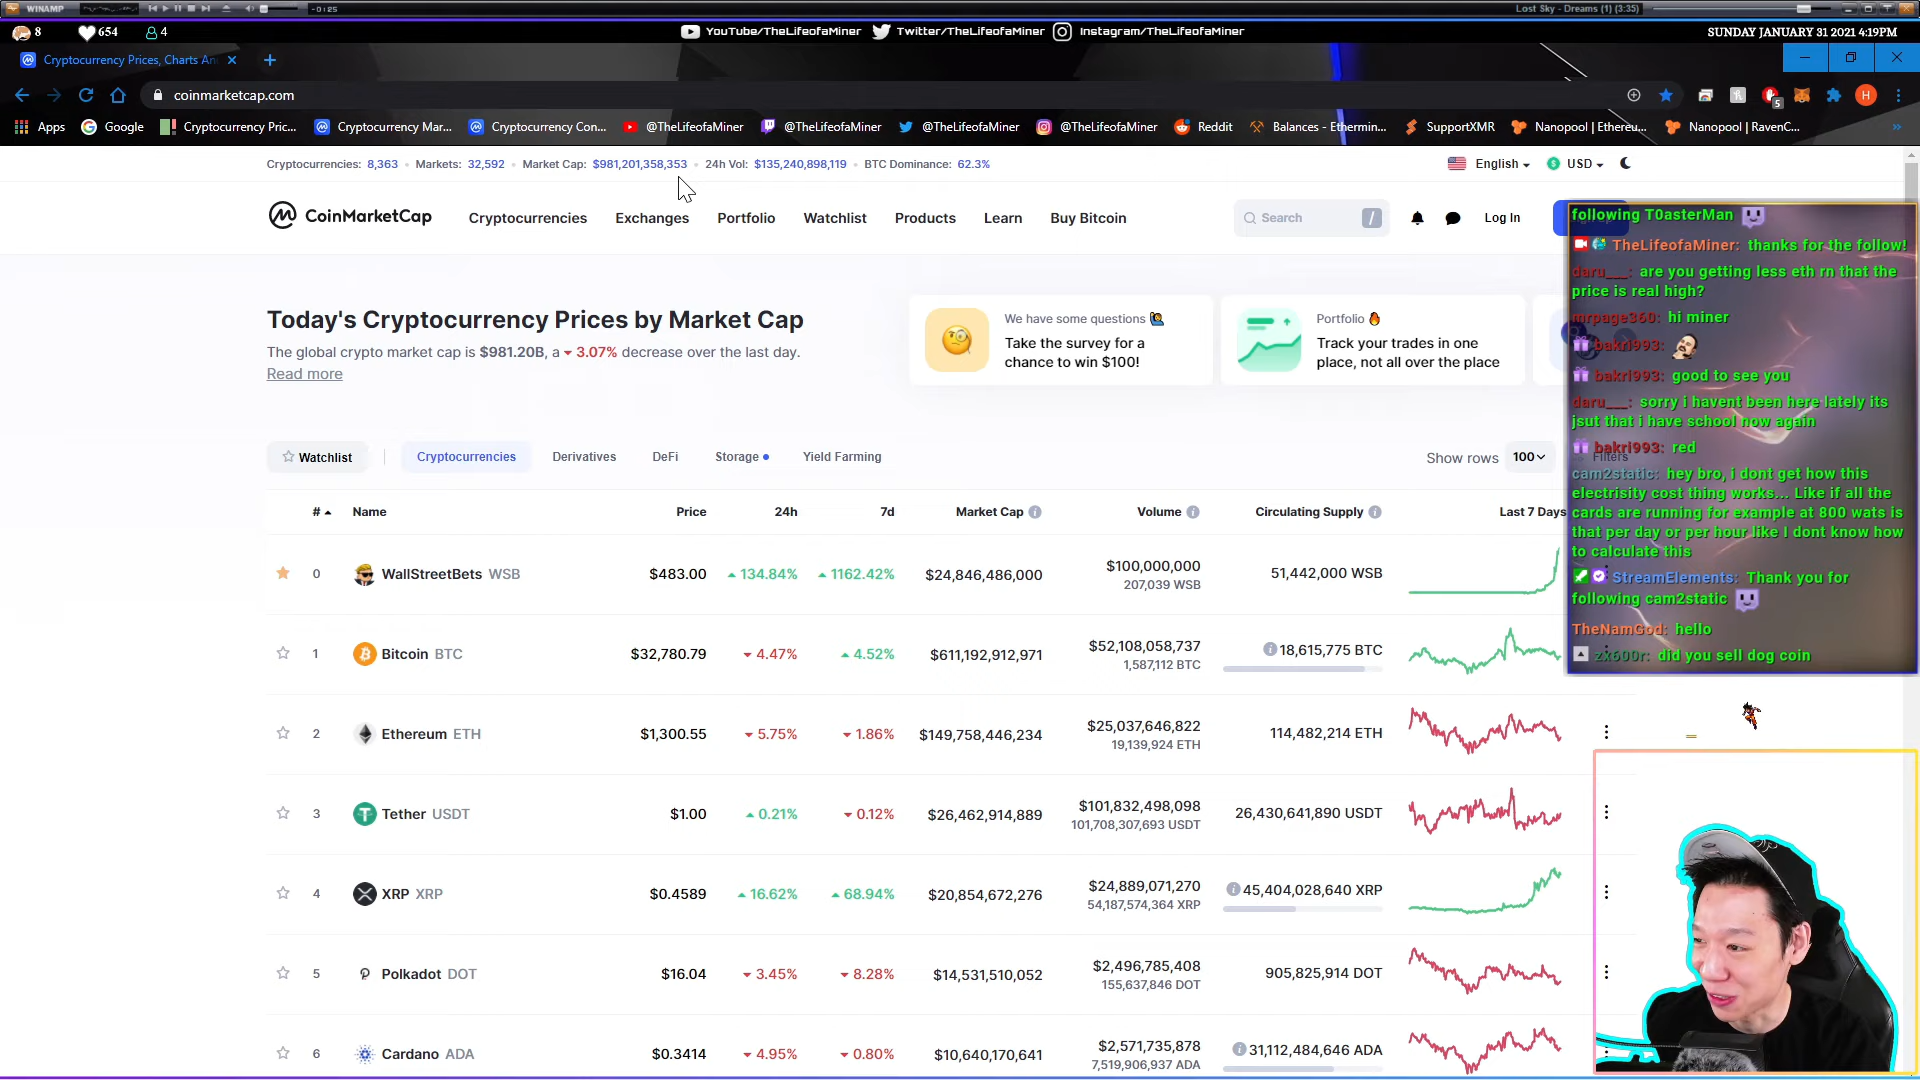 WINAMP
-0:25
Lost Sky - Dreams (1) (3:35)
8
654
4
YouTube/TheLifeofaMiner
Twitter/TheLifeofaMiner
Instagram/TheLifeofaMiner
SUNDAY JANUARY 31 2021 4:19PM
Cryptocurrency Prices, Charts An
coinmarketcap.com
5
H
Apps
Google
Cryptocurrency Pric...
Cryptocurrency Mar...
Cryptocurrency Con...
@TheLifeofaMiner
@TheLifeofaMiner
@TheLifeofaMiner
@TheLifeofaMiner
Reddit
Balances - Ethermin...
SupportXMR
Nanopool | Ethereu...
Nanopool | RavenC...
Cryptocurrencies: 8,363 • Markets: 32,592 • Market Cap: $981,201,358,353 • 24h Vol: $135,240,898,119 • BTC Dominance: 62.3%
English
USD
CoinMarketCap
Cryptocurrencies
Exchanges
Portfolio
Watchlist
Products
Learn
Buy Bitcoin
Search
/
Log In
Today's Cryptocurrency Prices by Market Cap
The global crypto market cap is $981.20B, a 3.07% decrease over the last day.
Read more
We have some questions
Take the survey for a
chance to win $100!
Portfolio
Track your trades in one
place, not all over the place
Watchlist
Cryptocurrencies
Derivatives
DeFi
Storage
Yield Farming
Show rows 100
Filters
# Name Price 24h 7d Market Cap Volume Circulating Supply Last 7 Days
0 WallStreetBets WSB $483.00 134.84% 1162.42% $24,846,486,000 $100,000,000 51,442,000 WSB
207,039 WSB
1 Bitcoin BTC $32,780.79 4.47% 4.52% $611,192,912,971 $52,108,058,737 18,615,775 BTC
1,587,112 BTC
2 Ethereum ETH $1,300.55 5.75% 1.86% $149,758,446,234 $25,037,646,822 114,482,214 ETH
19,139,924 ETH
3 Tether USDT $1.00 0.21% 0.12% $26,462,914,889 $101,832,498,098 26,430,641,890 USDT
101,708,307,693 USDT
4 XRP XRP $0.4589 16.62% 68.94% $20,854,672,276 $24,889,071,270 45,404,028,640 XRP
54,187,574,364 XRP
5 Polkadot DOT $16.04 3.45% 8.28% $14,531,510,052 $2,496,785,408 905,825,914 DOT
155,637,846 DOT
6 Cardano ADA $0.3414 4.95% 0.80% $10,640,170,641 $2,571,735,878 31,112,484,646 ADA
7,519,906,937 ADA
following T0asterMan
TheLifeofaMiner: thanks for the follow!
daru___: are you getting less eth rn that the
price is real high?
mrpage360: hi miner
bakri993:
bakri993: good to see you
daru___: sorry i havent been here lately its
jsut that i have school now again
bakri993: red
cam2static: hey bro, i dont get how this
electrisity cost thing works... Like if all the
cards are running for example at 800 wats is
that per day or per hour like I dont know how
to calculate this
StreamElements: Thank you for
following cam2static
TheNamGod: hello
zx600r: did you sell dog coin